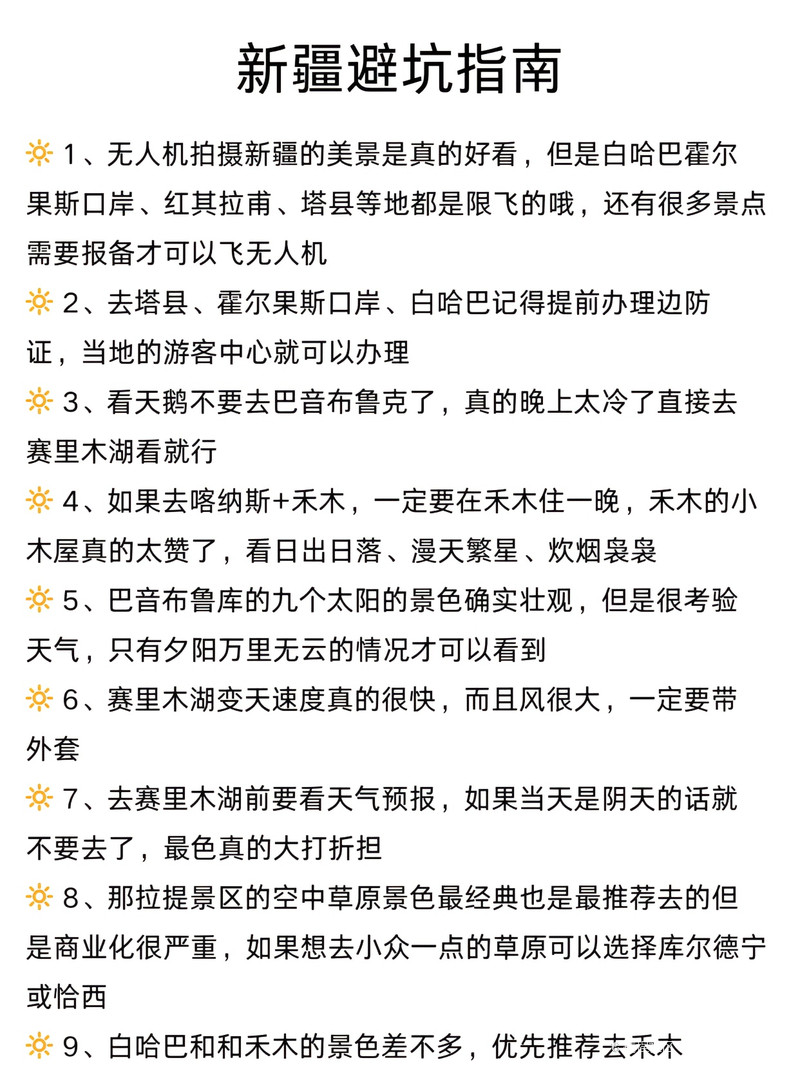 新疆避坑指南
1、无人机拍摄新疆的美景是真的好看，但是白哈巴霍尔
果斯口岸、红其拉甫、塔县等地都是限飞的哦，还有很多景点
需要报备才可以飞无人机
2、去塔县、霍尔果斯口岸、白哈巴记得提前办理边防
证，当地的游客中心就可以办理
3、看天鹅不要去巴音布鲁克了，真的晚上太冷了直接去
赛里木湖看就行
4、如果去喀纳斯+禾木，一定要在禾木住一晚，禾木的小
木屋真的太赞了，看日出日落、漫天繁星、炊烟袅袅
5、巴音布鲁库的九个太阳的景色确实壮观，但是很考验
天气，只有夕阳万里无云的情况才可以看到
6、赛里木湖变天速度真的很快，而且风很大，一定要带
外套
7、去赛里木湖前要看天气预报，如果当天是阴天的话就
不要去了，最色真的大打折担
8、那拉提景区的空中草原景色最经典也是最推荐去的但
是商业化很严重，如果想去小众一点的草原可以选择库尔德宁
或恰西
9、白哈巴和和禾木的景色差不多，优先推荐去禾木